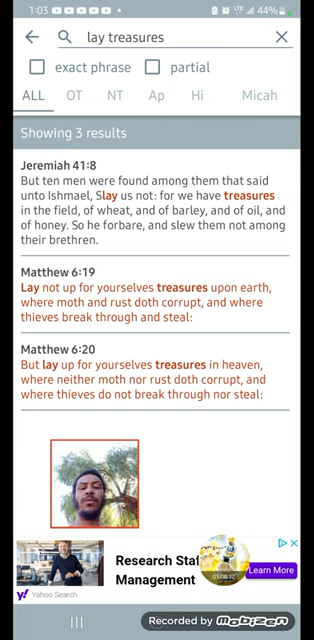 1:03
LTE 44%
lay treasures
exact phrase partial
ALL OT NT Ap Hi Micah
Showing 3 results
Jeremiah 41:8
But ten men were found among them that said
unto Ishmael, Slay us not: for we have treasures
in the field, of wheat, and of barley, and of oil, and
of honey. So he forbare, and slew them not among
their brethren.
Matthew 6:19
Lay not up for yourselves treasures upon earth,
where moth and rust doth corrupt, and where
thieves break through and steal:
Matthew 6:20
But lay up for yourselves treasures in heaven,
where neither moth nor rust doth corrupt, and
where thieves do not break through nor steal:
Research
Management
01:08:12
Learn More
y! Yahoo Search
Recorded by mobizen